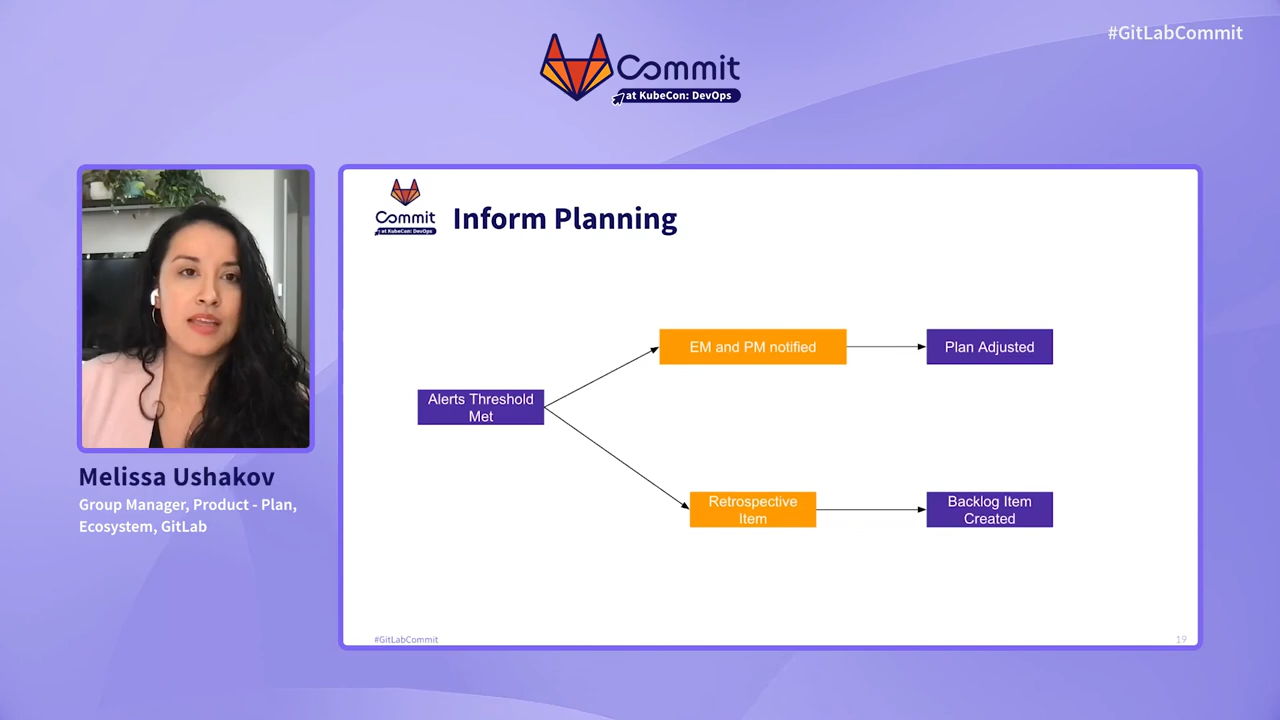 #GitLabCommit
Commit
at KubeCon: DevOps
Commit
at KubeCon: DevOps
Inform Planning
EM and PM notified
Plan Adjusted
Alerts Threshold
Met
Retrospective
Item
Backlog Item
Created
#GitLabCommit
19
Melissa Ushakov
Group Manager, Product - Plan,
Ecosystem, GitLab